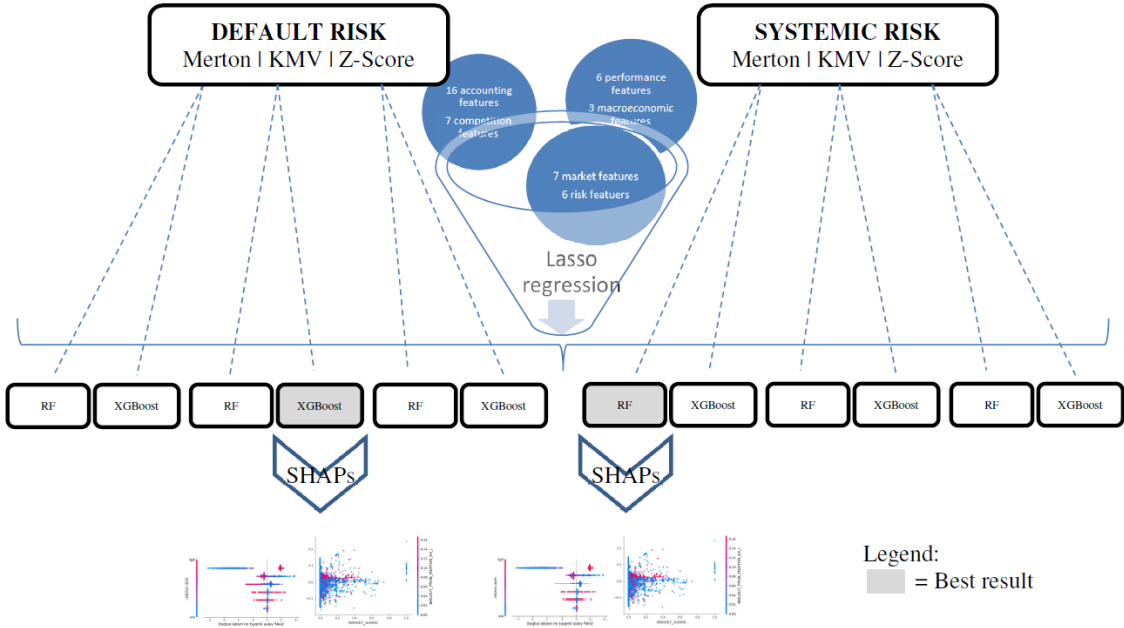 DEFAULT RISK
Merton | KMV | Z-Score
SYSTEMIC RISK
Merton | KMV | Z-Score
16 accounting
features
7 competition
features
6 performance
features
3 macroeconomic
features
7 market features
6 risk featuers
Lasso
regression
RF
XGBoost
RF
XGBoost
RF
XGBoost
RF
XGBoost
RF
XGBoost
RF
XGBoost
SHAPs
SHAPs
Legend:
= Best result